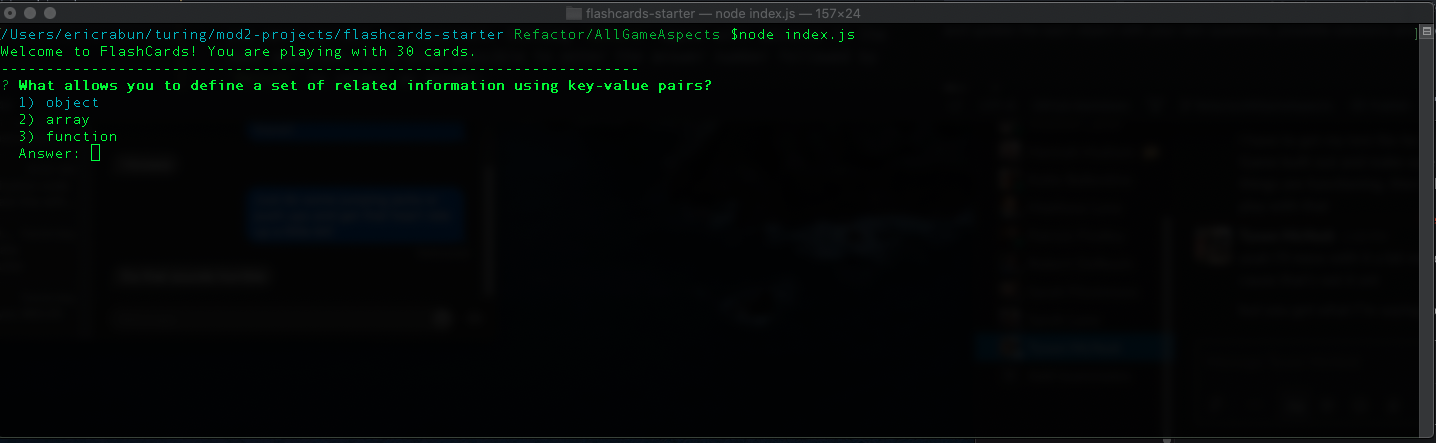 flashcards-starter — node index.js — 157×24
[/Users/ericrabun/turing/mod2-projects/flashcards-starter Refactor/AllGameAspects $node index.js ]
Welcome to FlashCards! You are playing with 30 cards.
-----------------------------------------------------------------------
? What allows you to define a set of related information using key-value pairs?
1) object
2) array
3) function
Answer: